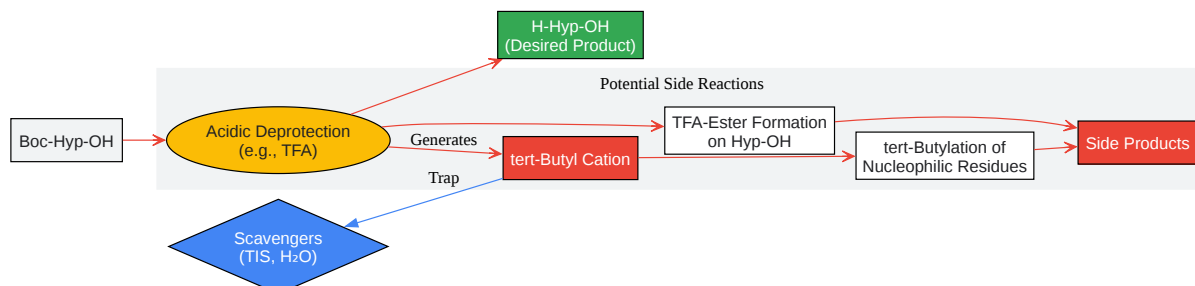 H-Hyp-OH
(Desired Product)
Potential Side Reactions
Boc-Hyp-OH
Acidic Deprotection
(e.g., TFA)
Generates
TFA-Ester Formation
on Hyp-OH
tert-Butyl Cation
tert-Butylation of
Nucleophilic Residues
Side Products
Trap
Scavengers
(TIS, H₂O)